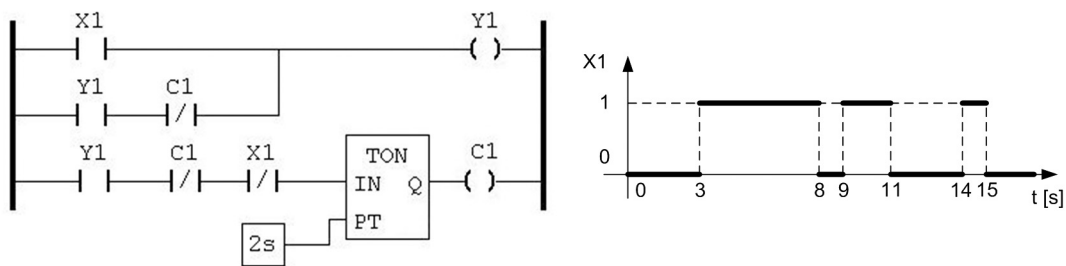 X1 Y1
Y1 C1
Y1 C1 X1 TON C1
IN Q
PT
2s
X1
1
0
0 3 8 9 11 14 15
t [s]